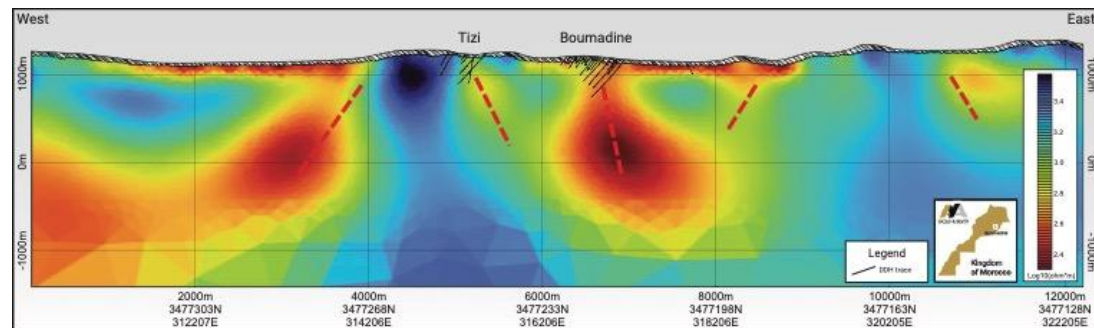 West
East
Tizi
Boumadine
1000m
0m
-1000m
1000m
0m
-1000m
3.4
3.2
3.0
2.8
2.6
2.4
Log10(ohm*m)
Legend
DDH trace
Kingdom
of Morocco
2000m
3477303N
312207E
4000m
3477268N
314206E
6000m
3477233N
316206E
8000m
3477198N
318206E
10000m
3477163N
320205E
12000m
3477128N
322205E